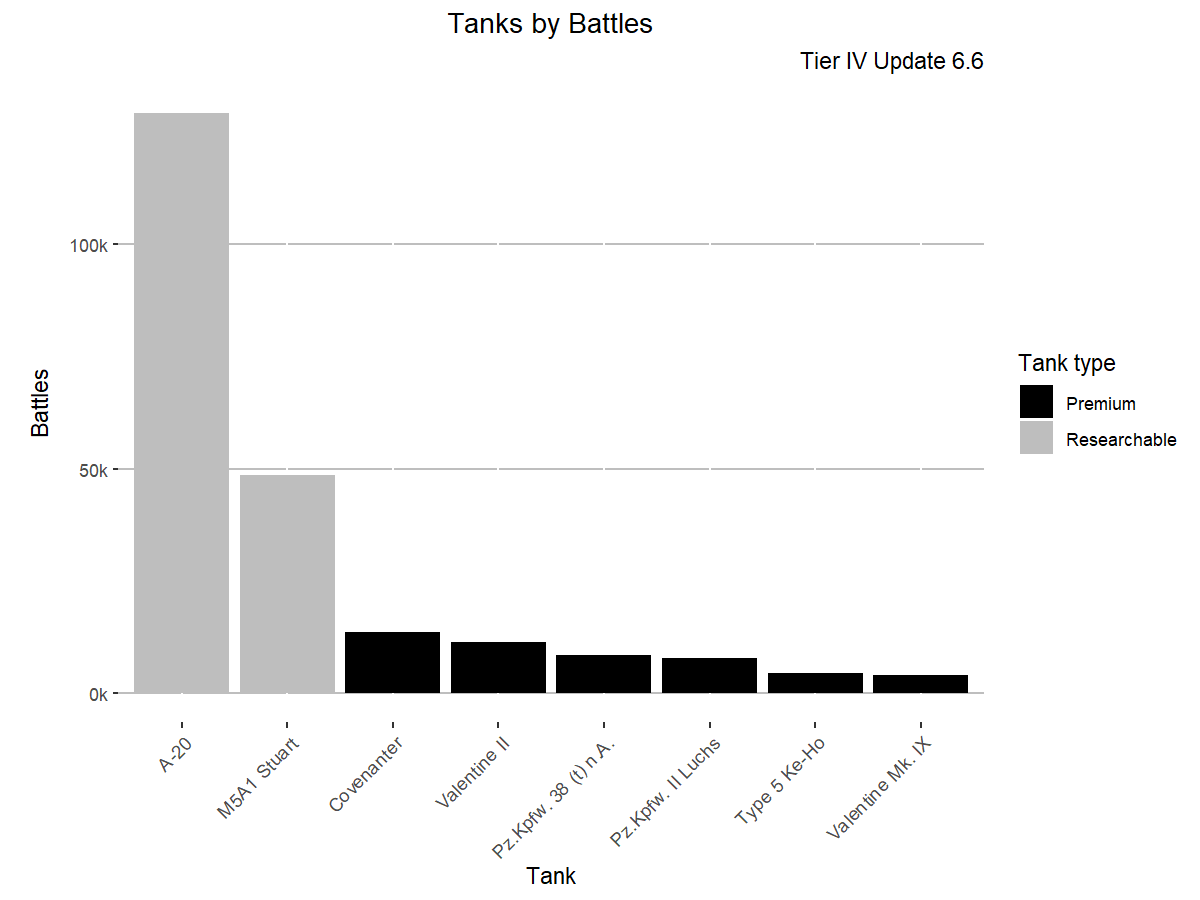 Tanks by Battles
Tier IV Update 6.6
Battles
100k
50k
0k
A-20
M5A1 Stuart
Covenanter
Valentine II
Pz.Kpfw. 38 (t) n A.
Pz.Kpfw. II Luchs
Type 5 Ke-Ho
Valentine Mk. IX
Tank
Tank type
Premium
Researchable